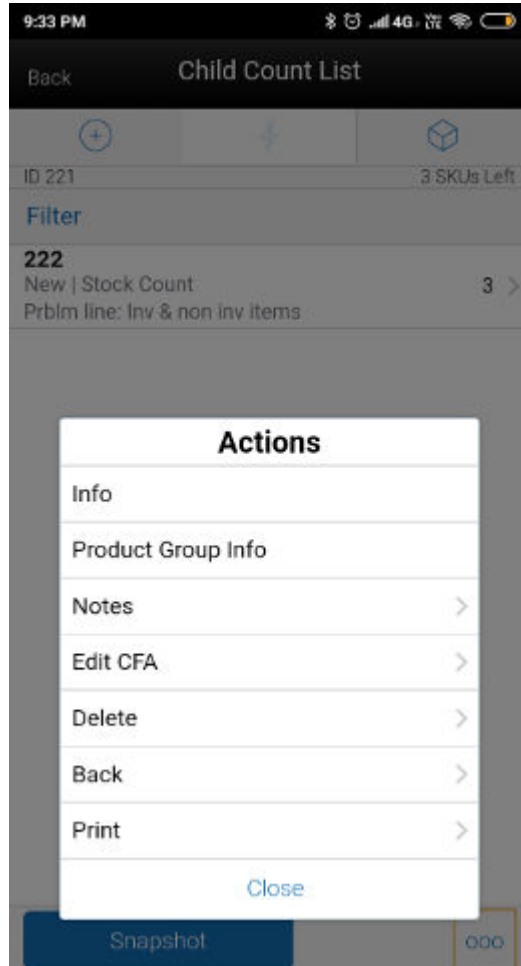 9:33 PM 4G
Back Child Count List
ID 221 3 SKUs Left
Filter
222
New | Stock Count 3
Prblm line: Inv & non inv items
Actions
Info
Product Group Info
Notes
Edit CFA
Delete
Back
Print
Close
Snapshot ooo